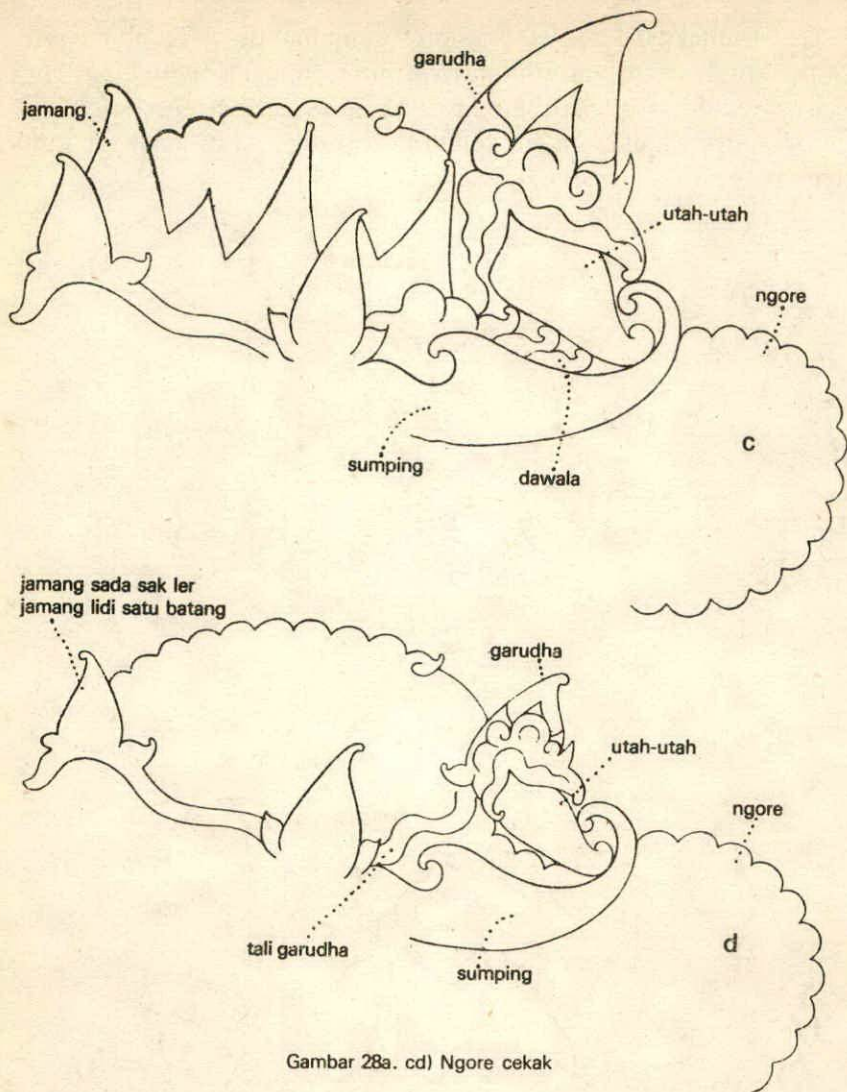 garudha
jamang
utah-utah
ngore
c
sumping
dawala
jamang sada sak ler
jamang lidi satu batang
garudha
utah-utah
ngore
d
tali garudha
sumping
Gambar 28a. cd) Ngore cekak